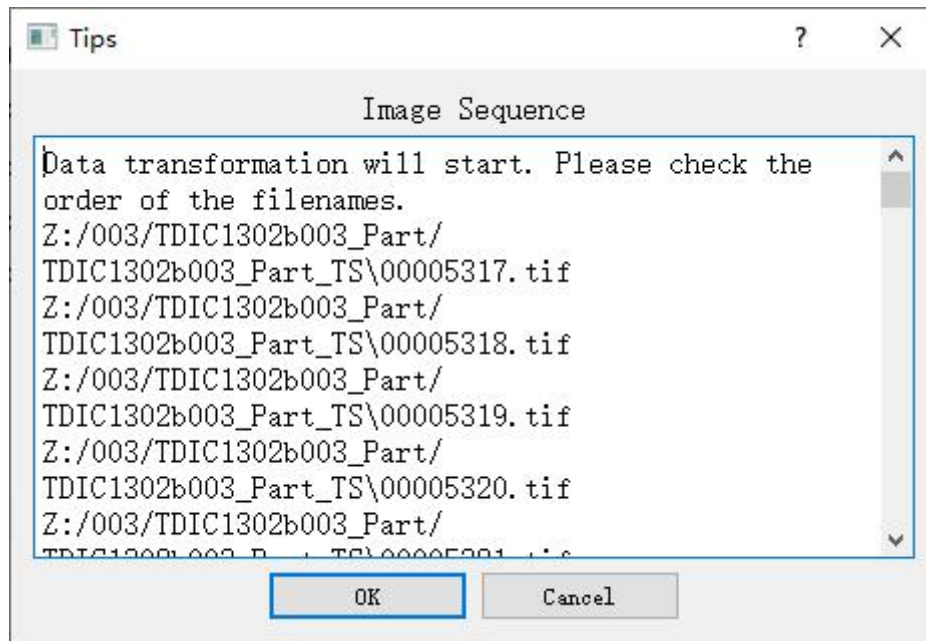 Tips
?
Image Sequence
Data transformation will start. Please check the
order of the filenames.
Z:/003/TDIC1302b003_Part/
TDIC1302b003_Part_TS\00005317.tif
Z:/003/TDIC1302b003_Part/
TDIC1302b003_Part_TS\00005318.tif
Z:/003/TDIC1302b003_Part/
TDIC1302b003_Part_TS\00005319.tif
Z:/003/TDIC1302b003_Part/
TDIC1302b003_Part_TS\00005320.tif
Z:/003/TDIC1302b003_Part/
OK
Cancel